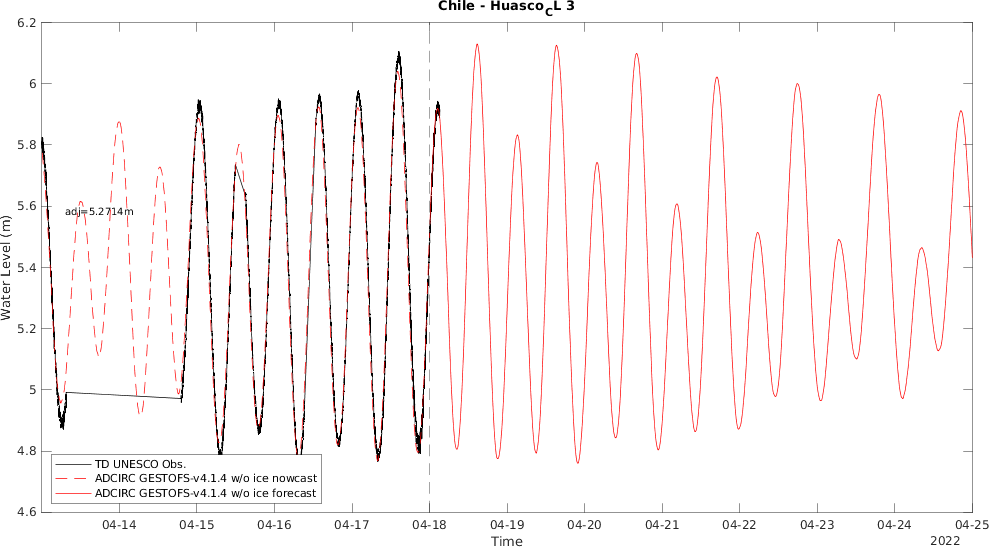 Chile - Huasco_CL 3
6.2
6
5.8
5.6
5.4
5.2
5
4.8
4.6
Water Level (m)
adj=5.2714m
TD UNESCO Obs.
ADCIRC GESTOFS-v4.1.4 w/o ice nowcast
ADCIRC GESTOFS-v4.1.4 w/o ice forecast
04-14 04-15 04-16 04-17 04-18 04-19 04-20 04-21 04-22 04-23 04-24 04-25
Time
2022